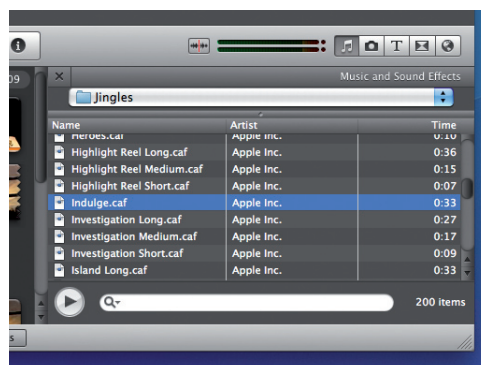 T
09
Music and Sound Effects
Jingles
Name Artist Time
Heroes.caf Apple Inc. 0:10
Highlight Reel Long.caf Apple Inc. 0:36
Highlight Reel Medium.caf Apple Inc. 0:15
Highlight Reel Short.caf Apple Inc. 0:07
Indulge.caf Apple Inc. 0:33
Investigation Long.caf Apple Inc. 0:27
Investigation Medium.caf Apple Inc. 0:17
Investigation Short.caf Apple Inc. 0:09
Island Long.caf Apple Inc. 0:33
200 items
s